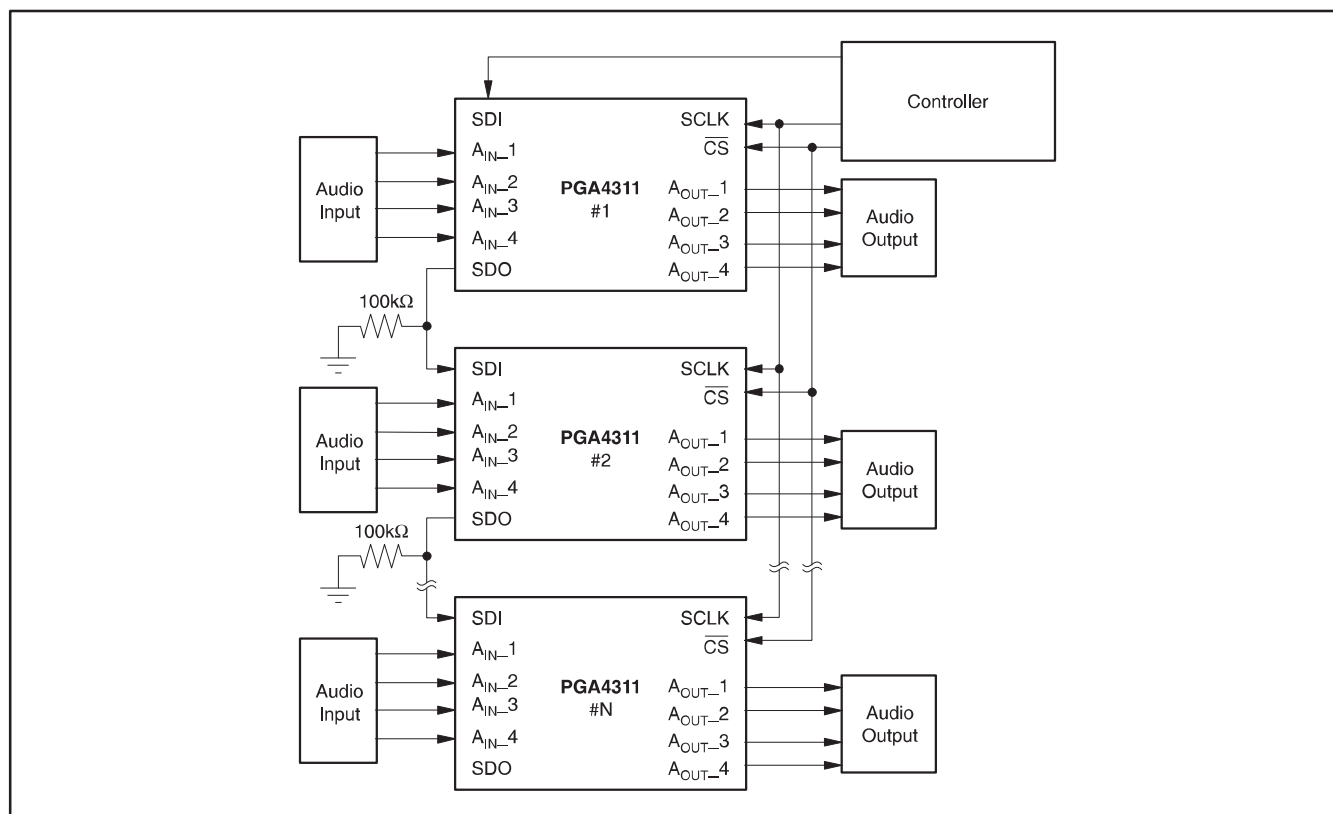 Controller
SDI
SCLK
CS
Audio
Input
AIN_1
AIN_2
AIN_3
AIN_4
PGA4311
#1
AOUT_1
AOUT_2
AOUT_3
AOUT_4
SDO
Audio
Output
100kΩ
SDI
SCLK
CS
Audio
Input
AIN_1
AIN_2
AIN_3
AIN_4
PGA4311
#2
AOUT_1
AOUT_2
AOUT_3
AOUT_4
SDO
Audio
Output
100kΩ
SDI
SCLK
CS
Audio
Input
AIN_1
AIN_2
AIN_3
AIN_4
PGA4311
#N
AOUT_1
AOUT_2
AOUT_3
AOUT_4
SDO
Audio
Output